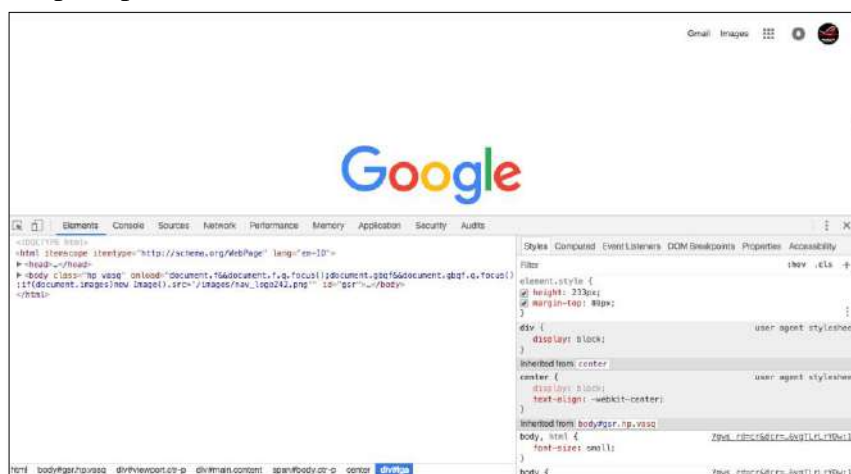 Gmail Images
Google
Elements Console Sources Network Performance Memory Application Security Audits
<!DOCTYPE html>
<html itemscope itemtype="http://schema.org/WebPage" lang="en-ID">
<head>…</head>
<body class="hp vasq" onload="document.f&&document.f.q.focus();document.gbqf&&document.gbqf.q.focus()
;if(document.images)new Image().src='/images/nav_logo242.png'" id="gsr">…</body>
</html>
html body#gsr.hp.vasq div#viewport.ctr-p div#main.content span#body.ctr-p center div#lga
Styles Computed Event Listeners DOM Breakpoints Properties Accessibility
Filter :hov .cls +
element.style {
height: 233px;
margin-top: 89px;
}
div { user agent styleshee
display: block;
}
Inherited from center
center { user agent styleshee
display: block;
text-align: -webkit-center;
}
Inherited from body#gsr.hp.vasq
body, html {
font-size: small;
}
body {